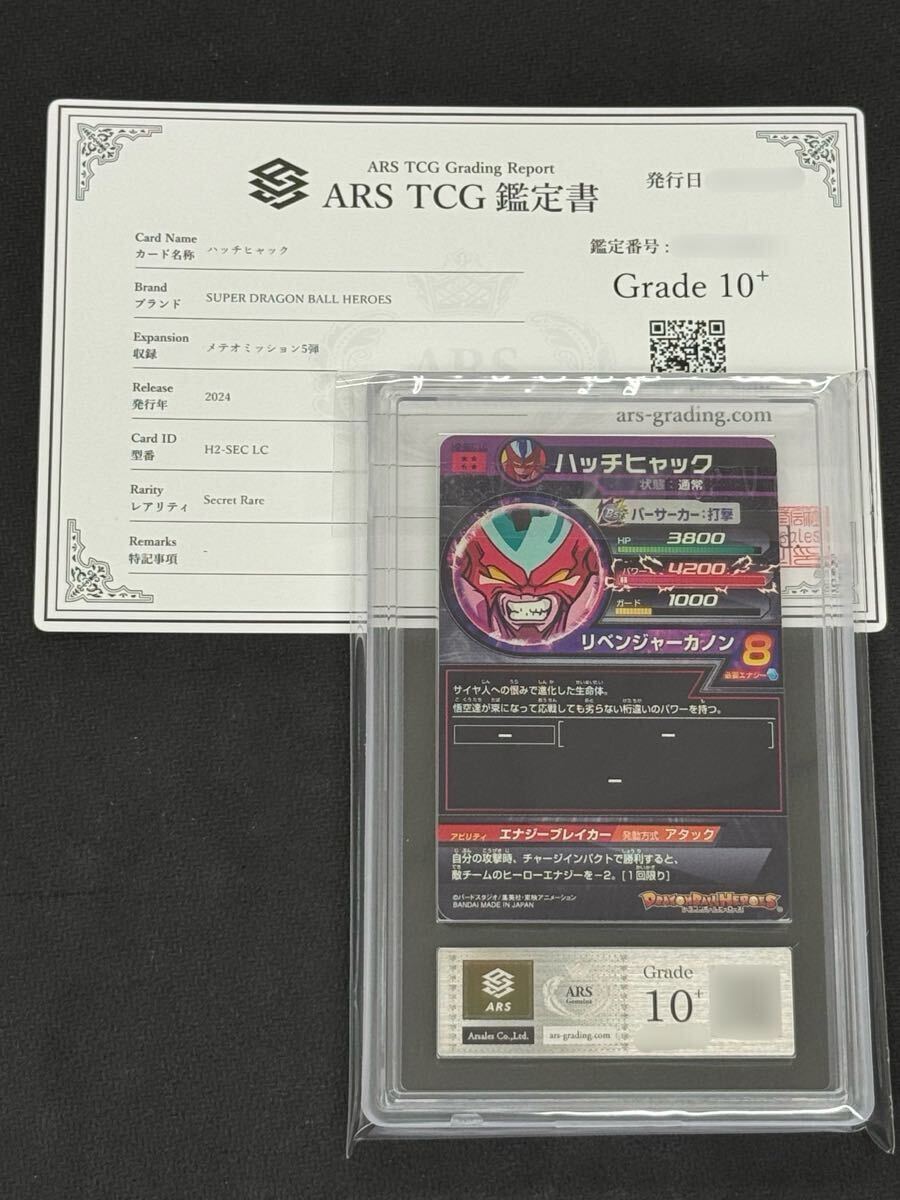 ARS TCG Grading Report
ARS TCG 鑑定書
発行日
Card Name
カード名称
ハッチヒャック
鑑定番号：
Grade 10+
Brand
ブランド
SUPER DRAGON BALL HEROES
Expansion
収録
メテオミッション5弾
Release
発行年
2024
Card ID
型番
H2-SEC LC
Rarity
レアリティ
Secret Rare
Remarks
特記事項
-
ARS
ars-grading.com
ハッチヒャック
状態：通常
バーサーカー：打撃
HP 3800
パワー 4200
ガード 1000
リベンジャーカノン
8
必要エナジー
サイヤ人への恨みで進化した生命体。
悟空達が束になって応戦しても劣らない桁違いのパワーを持つ。
ー
ー
ー
アビリティ エナジーブレイカー 発動方式 アタック
自分の攻撃時、チャージインパクトで勝利すると、
敵チームのヒーローエナジーを－2。[1回限り]
©バードスタジオ/集英社・東映アニメーション
BANDAI MADE IN JAPAN
DRAGONBALL HEROES
ARS
ARS
Genuine
Grade
10+
Arsales Co.,Ltd.
ars-grading.com